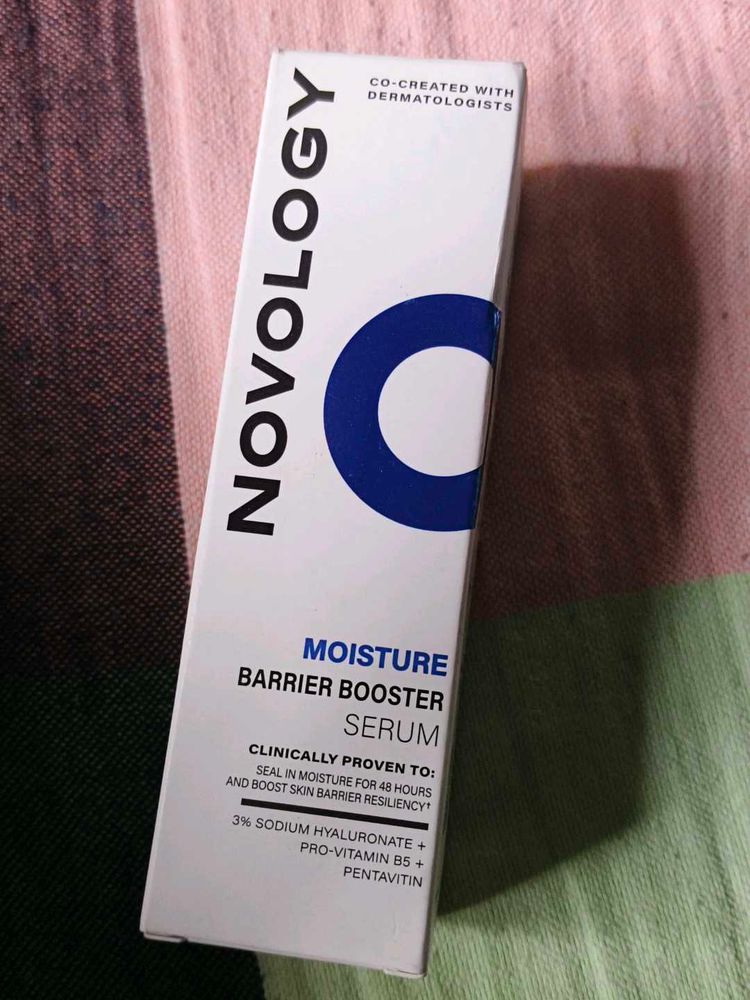 CO-CREATED WITH
DERMATOLOGISTS
NOVOLOGY
MOISTURE
BARRIER BOOSTER
SERUM
CLINICALLY PROVEN TO:
SEAL IN MOISTURE FOR 48 HOURS
AND BOOST SKIN BARRIER RESILIENCY†
3% SODIUM HYALURONATE +
PRO-VITAMIN B5 +
PENTAVITIN